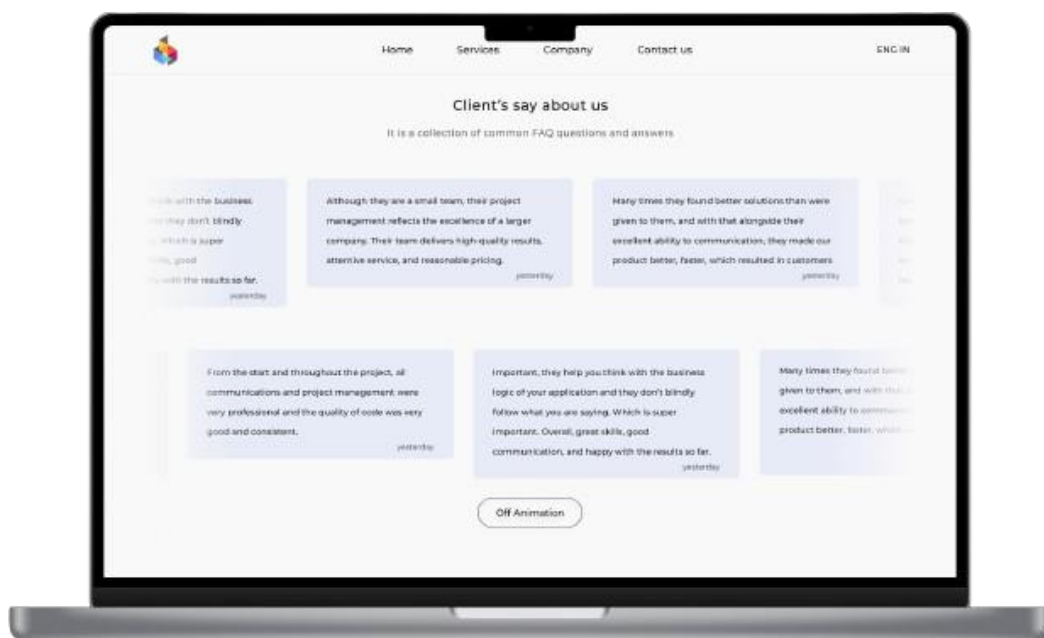 Home Services Company Contact us ENG IN
Client's say about us
It is a collection of common FAQ questions and answers
with the business
they don't blindly
which is super
good
with the results so far.
yesterday
Although they are a small team, their project
management reflects the excellence of a larger
company. Their team delivers high-quality results,
attentive service, and reasonable pricing.
yesterday
Many times they found better solutions than were
given to them, and with that alongside their
excellent ability to communication, they made our
product better, faster, which resulted in customers
yesterday
From the start and throughout the project, all
communications and project management were
very professional and the quality of code was very
good and consistent.
yesterday
Important, they help you think with the business
logic of your application and they don't blindly
follow what you are saying. Which is super
important. Overall, great skills, good
communication, and happy with the results so far.
yesterday
Many times they found better
given to them, and with that
excellent ability to
product better, faster,
Off Animation